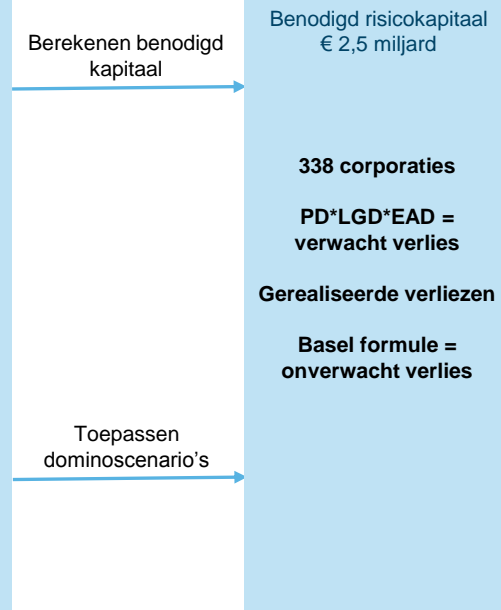 Berekenen benodigd
kapitaal
Benodigd risicokapitaal
€ 2,5 miljard
338 corporaties
PD*LGD*EAD =
verwacht verlies
Gerealiseerde verliezen
Basel formule =
onverwacht verlies
Toepassen
dominoscenario's